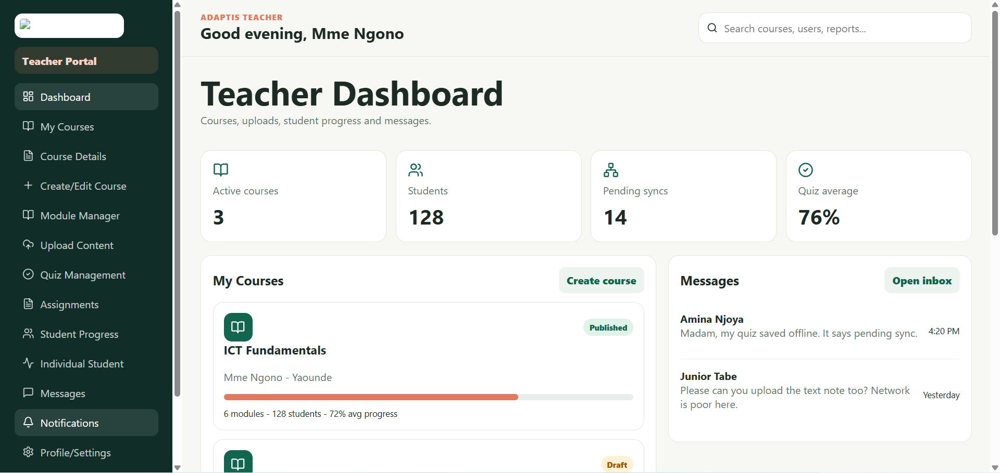 Teacher Portal
Dashboard
My Courses
Course Details
Create/Edit Course
Module Manager
Upload Content
Quiz Management
Assignments
Student Progress
Individual Student
Messages
Notifications
Profile/Settings
ADAPTIS TEACHER
Good evening, Mme Ngono
Search courses, users, reports...
Teacher Dashboard
Courses, uploads, student progress and messages.
Active courses
3
Students
128
Pending syncs
14
Quiz average
76%
My Courses
Create course
Published
ICT Fundamentals
Mme Ngono - Yaounde
6 modules - 128 students - 72% avg progress
Draft
Messages
Open inbox
Amina Njoya
Madam, my quiz saved offline. It says pending sync.
4:20 PM
Junior Tabe
Please can you upload the text note too? Network
is poor here.
Yesterday